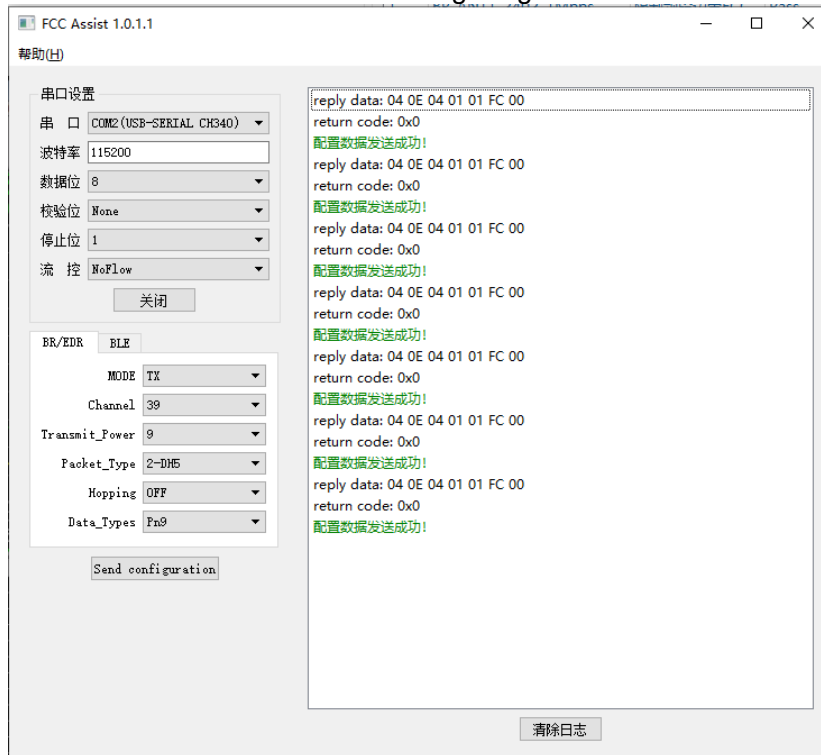 FCC Assist 1.0.1.1
帮助(H)
串口设置
串 口 COM2(USB-SERIAL CH340)
波特率 115200
数据位 8
校验位 None
停止位 1
流 控 NoFlow
关闭
BR/EDR BLE
MODE TX
Channel 39
Transmit_Power 9
Packet_Type 2-DH5
Hopping OFF
Data_Types Pn9
Send configuration
reply data: 04 0E 04 01 01 FC 00
return code: 0x0
配置数据发送成功!
reply data: 04 0E 04 01 01 FC 00
return code: 0x0
配置数据发送成功!
reply data: 04 0E 04 01 01 FC 00
return code: 0x0
配置数据发送成功!
reply data: 04 0E 04 01 01 FC 00
return code: 0x0
配置数据发送成功!
reply data: 04 0E 04 01 01 FC 00
return code: 0x0
配置数据发送成功!
reply data: 04 0E 04 01 01 FC 00
return code: 0x0
配置数据发送成功!
reply data: 04 0E 04 01 01 FC 00
return code: 0x0
配置数据发送成功!
清除日志